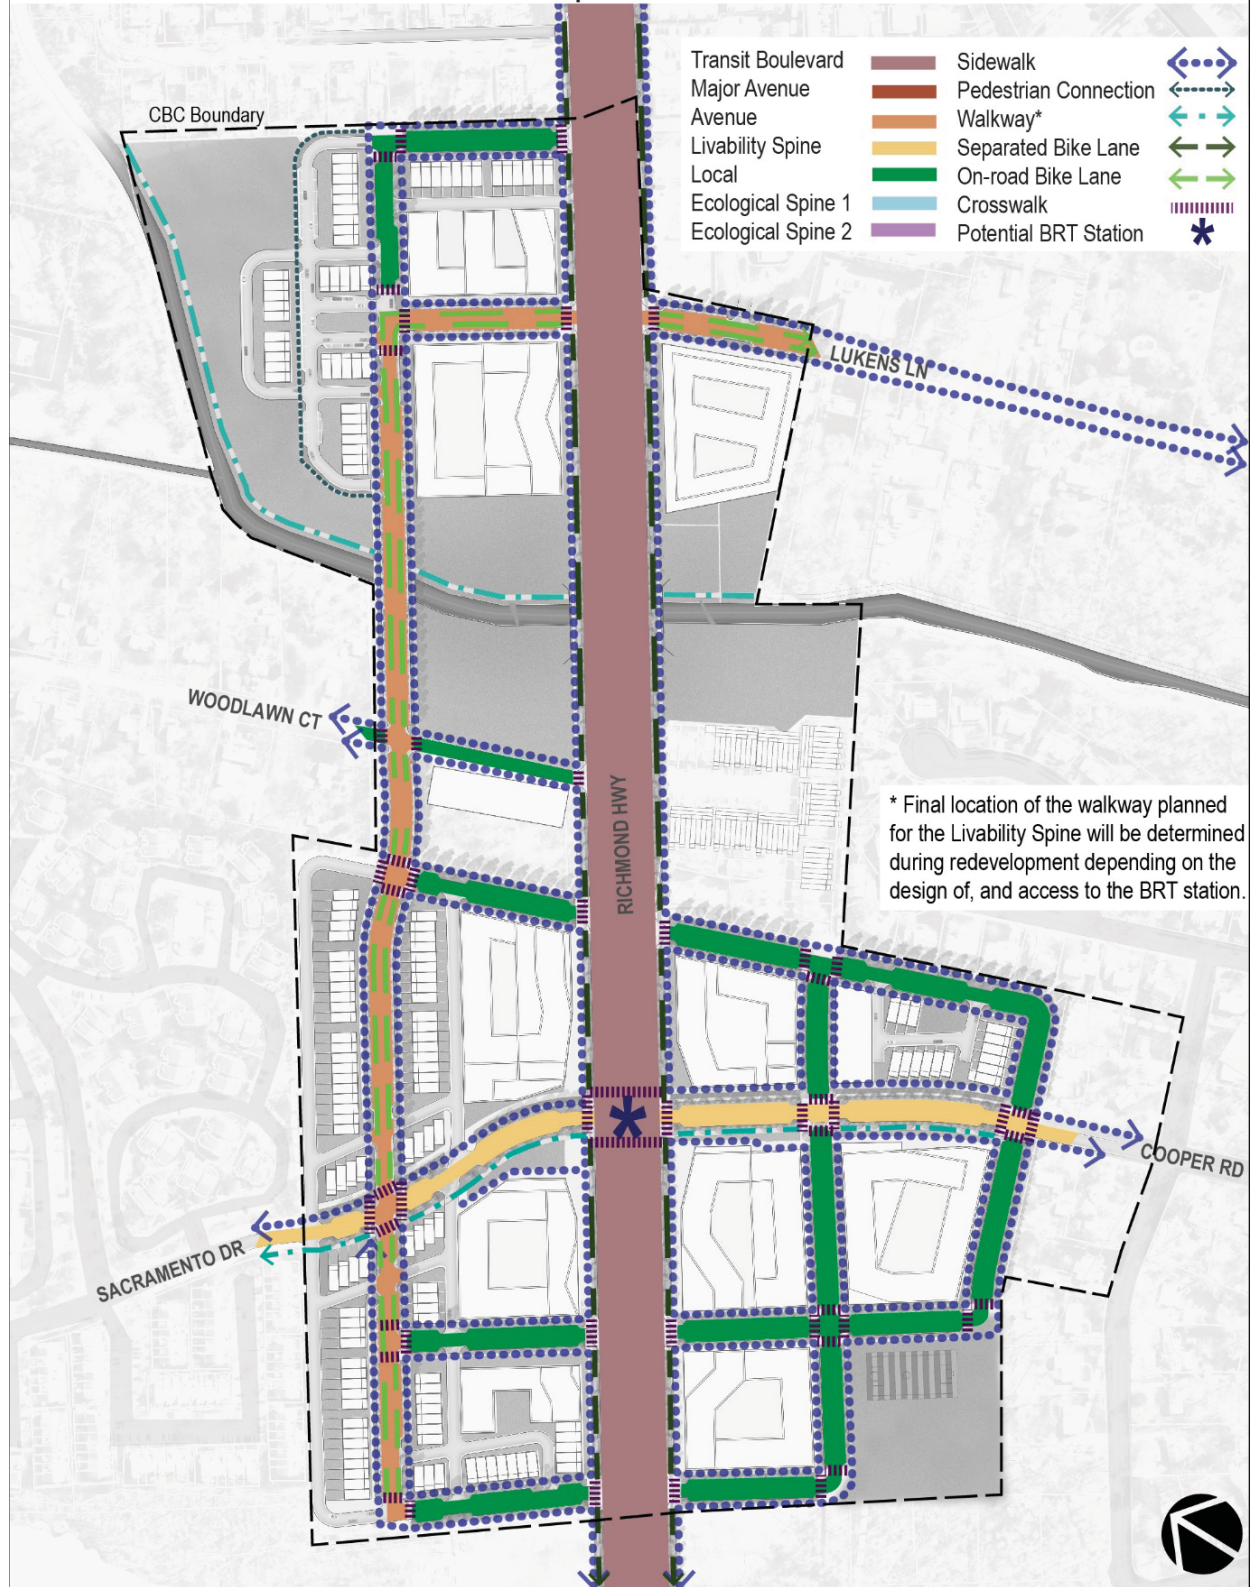 CBC Boundary
Transit Boulevard
Major Avenue
Avenue
Livability Spine
Local
Ecological Spine 1
Ecological Spine 2
Sidewalk
Pedestrian Connection
Walkway*
Separated Bike Lane
On-road Bike Lane
Crosswalk
Potential BRT Station
LUKENS LN
WOODLAWN CT
RICHMOND HWY
* Final location of the walkway planned
for the Livability Spine will be determined
during redevelopment depending on the
design of, and access to the BRT station.
COOPER RD
SACRAMENTO DR